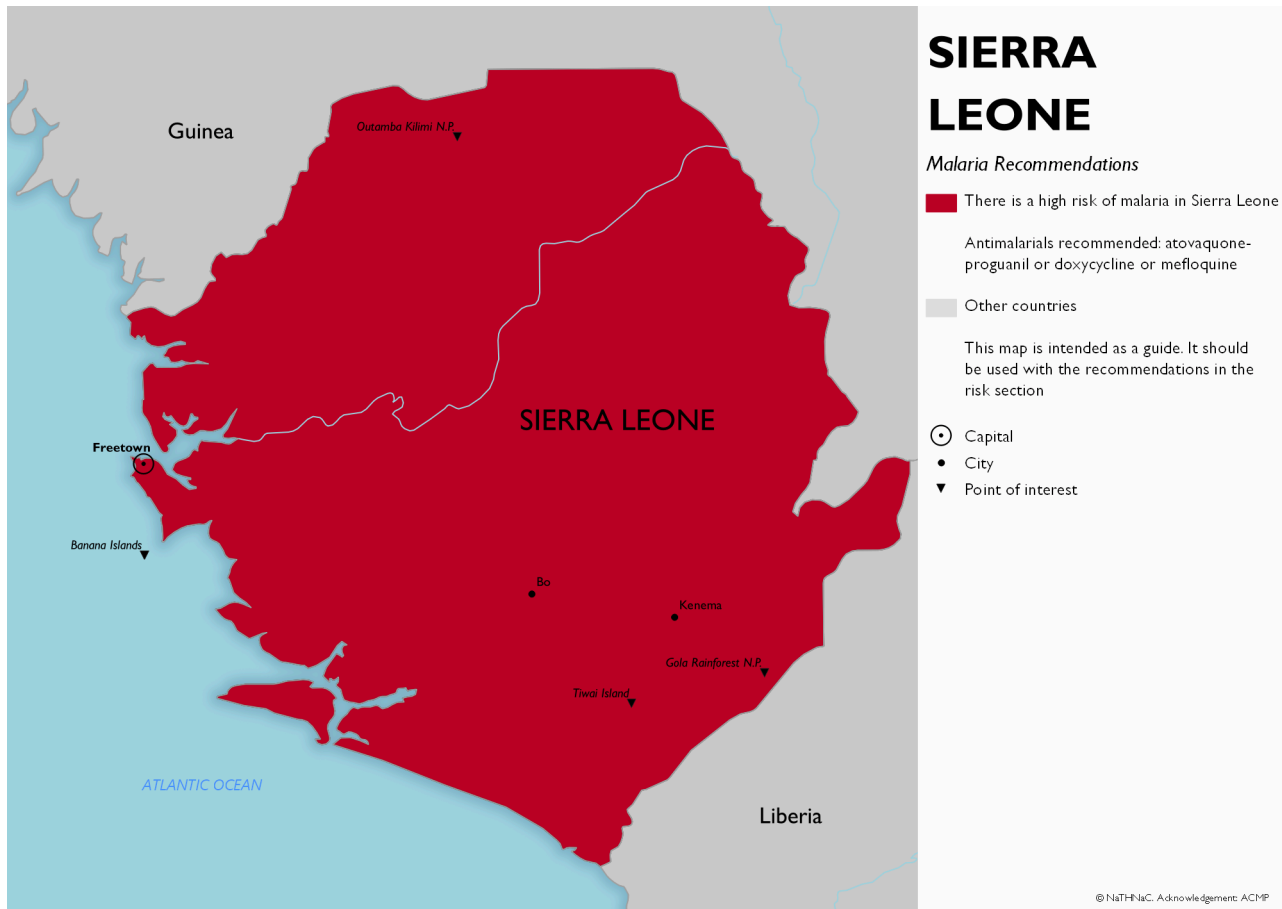 SIERRA
LEONE
Malaria Recommendations
There is a high risk of malaria in Sierra Leone
Antimalarials recommended: atovaquone-
proguanil or doxycycline or mefloquine
Other countries
This map is intended as a guide. It should
be used with the recommendations in the
risk section
Capital
City
Point of interest
Guinea
Outamba Kilimi N.P.
SIERRA LEONE
Freetown
Banana Islands
Bo
Kenema
Gola Rainforest N.P.
Tiwai Island
ATLANTIC OCEAN
Liberia
© NaTHNaC. Acknowledgement: ACMP